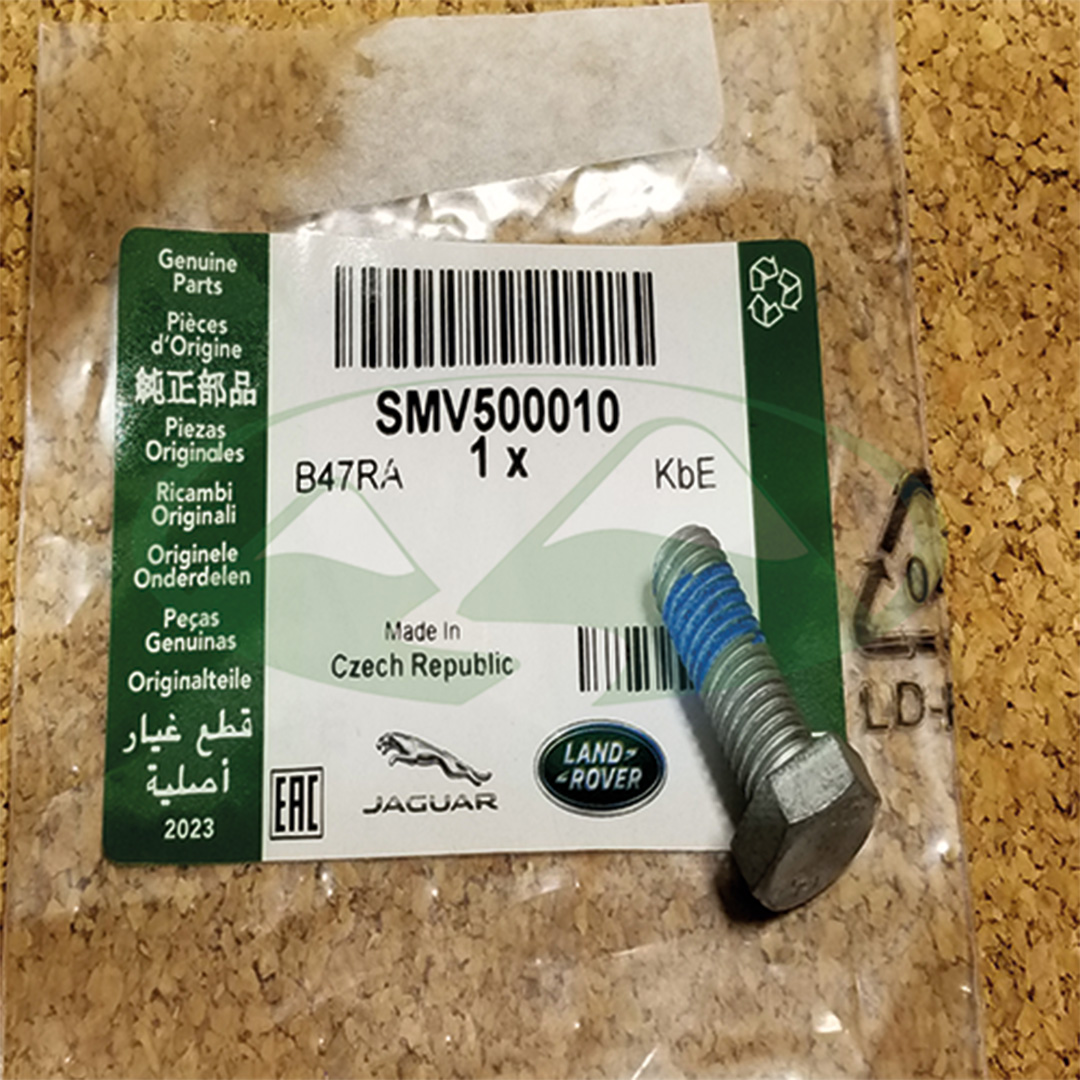 Genuine
Parts
Pièces
d'Origine
純正部品
Piezas
Originales
Ricambi
Originali
Originele
Onderdelen
Peças
Genuinas
Originalteile
قطع غيار
أصلية
2023
SMV500010
1 x
B47RA
KbE
Made In
Czech Republic
EAC
JAGUAR
LAND-
-ROVER